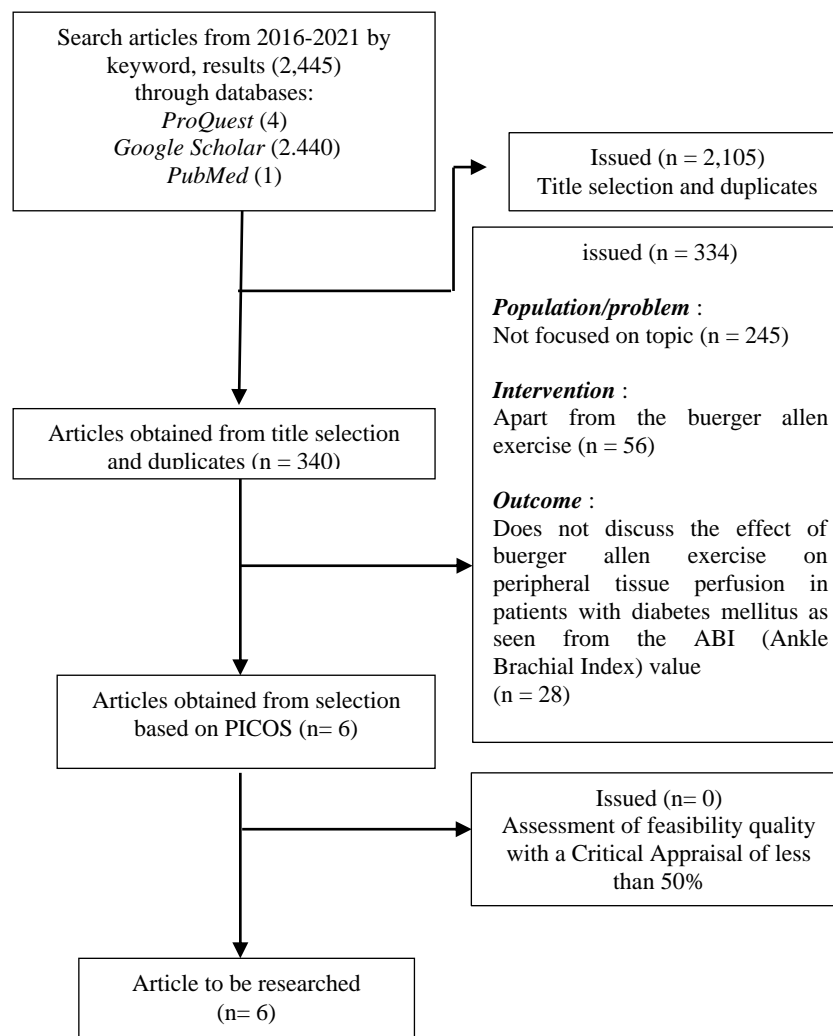 Search articles from 2016-2021 by
keyword, results (2,445)
through databases:
ProQuest (4)
Google Scholar (2.440)
PubMed (1)
Issued (n = 2,105)
Title selection and duplicates
issued (n = 334)
Population/problem :
Not focused on topic (n = 245)
Intervention :
Apart from the buerger allen
exercise (n = 56)
Outcome :
Does not discuss the effect of
buerger allen exercise on
peripheral tissue perfusion in
patients with diabetes mellitus as
seen from the ABI (Ankle
Brachial Index) value
(n = 28)
Articles obtained from title selection
and duplicates (n = 340)
Articles obtained from selection
based on PICOS (n= 6)
Issued (n= 0)
Assessment of feasibility quality
with a Critical Appraisal of less
than 50%
Article to be researched
(n= 6)